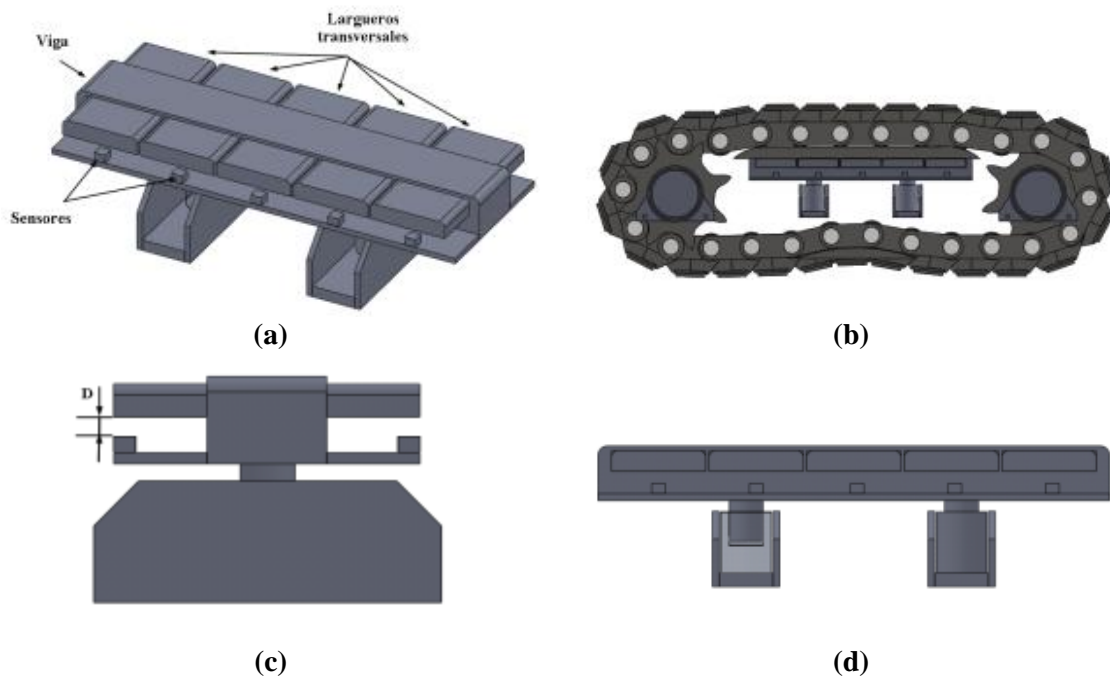 Viga
Largueros
transversales
Sensores
(a)
(b)
D
(c)
(d)